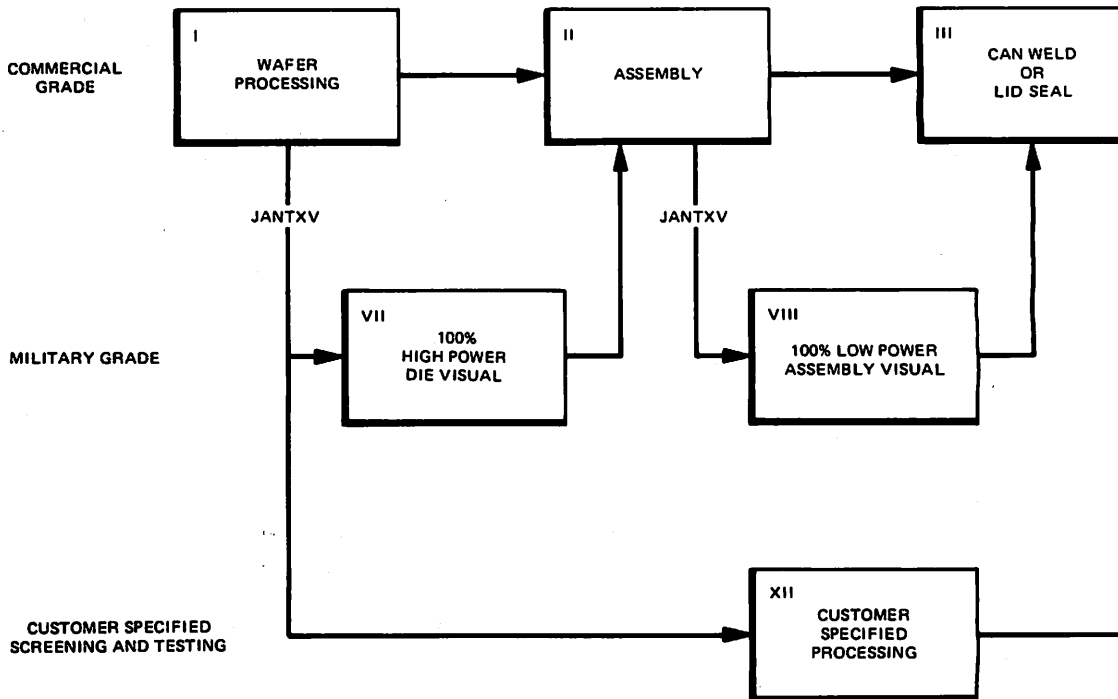 COMMERCIAL
GRADE
I
WAFER
PROCESSING
II
ASSEMBLY
III
CAN WELD
OR
LID SEAL
JANTXV
JANTXV
MILITARY GRADE
VII
100%
HIGH POWER
DIE VISUAL
VIII
100% LOW POWER
ASSEMBLY VISUAL
CUSTOMER SPECIFIED
SCREENING AND TESTING
XII
CUSTOMER
SPECIFIED
PROCESSING